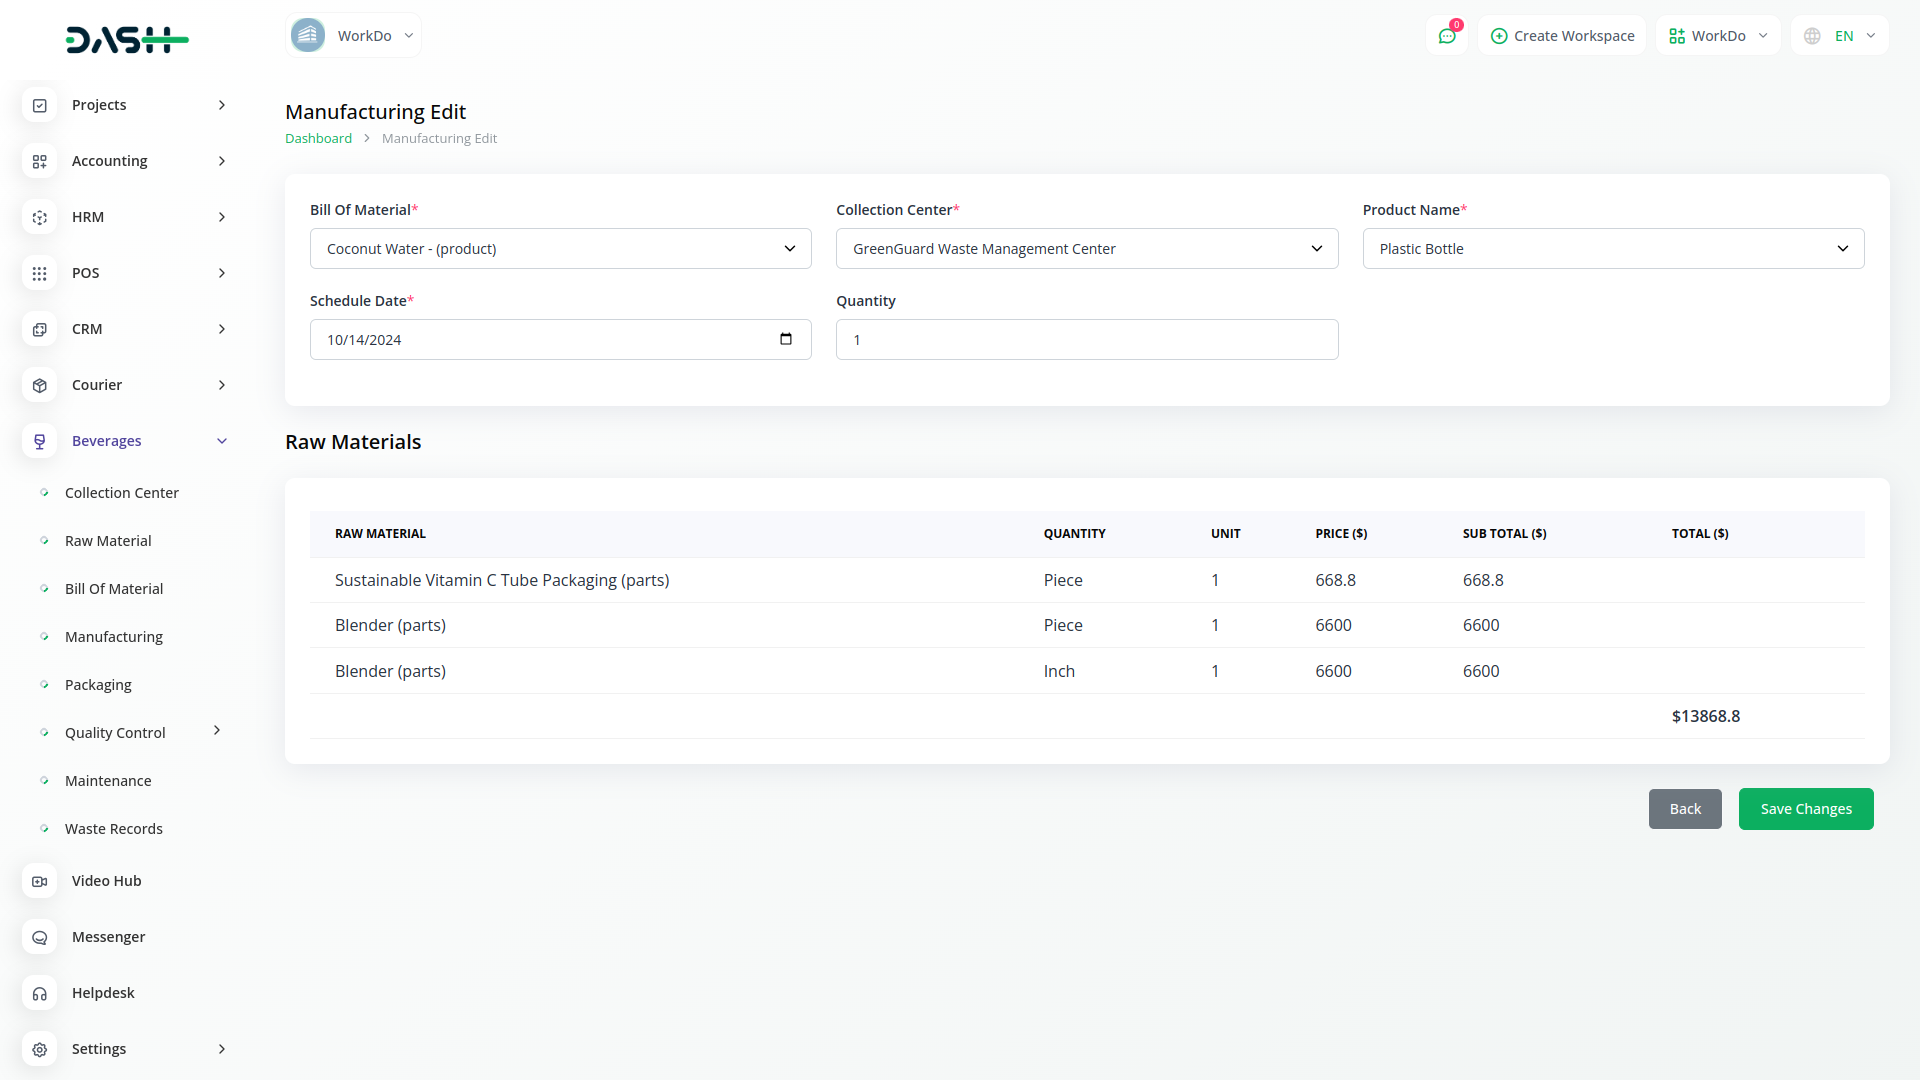 DASH
WorkDo
0
Create Workspace
WorkDo
EN
Projects
Accounting
HRM
POS
CRM
Courier
Beverages
Collection Center
Raw Material
Bill Of Material
Manufacturing
Packaging
Quality Control
Maintenance
Waste Records
Video Hub
Messenger
Helpdesk
Settings
Manufacturing Edit
Dashboard > Manufacturing Edit
Bill Of Material* Collection Center* Product Name*
Coconut Water - (product) GreenGuard Waste Management Center Plastic Bottle
Schedule Date* Quantity
10/14/2024 1
Raw Materials
RAW MATERIAL QUANTITY UNIT PRICE ($) SUB TOTAL ($) TOTAL ($)
Sustainable Vitamin C Tube Packaging (parts) Piece 1 668.8 668.8
Blender (parts) Piece 1 6600 6600
Blender (parts) Inch 1 6600 6600
$13868.8
Back Save Changes